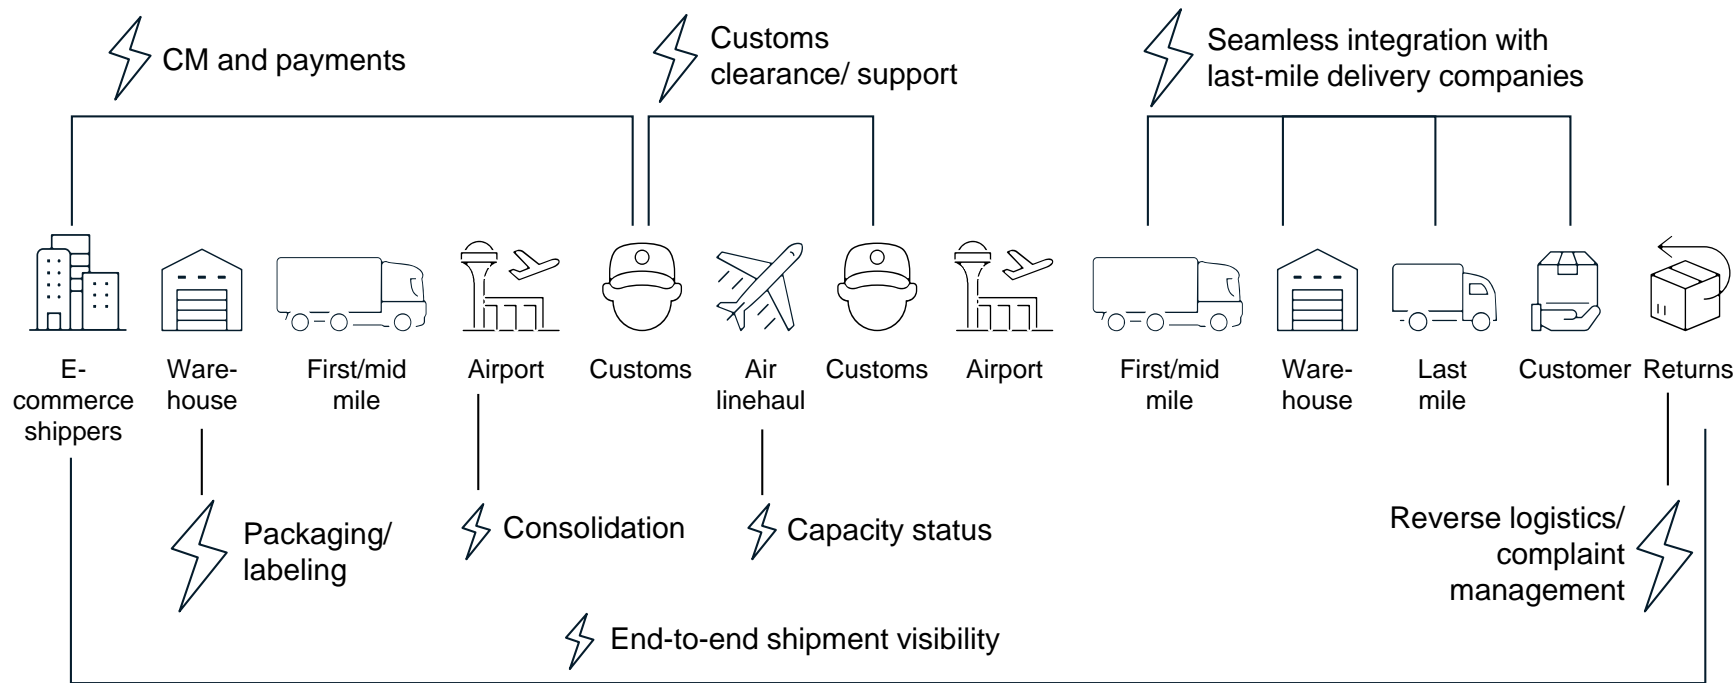 CM and payments
Customs
clearance/ support
Seamless integration with
last-mile delivery companies
E-
commerce
shippers
Ware-
house
First/mid
mile
Airport
Customs
Air
linehaul
Customs
Airport
First/mid
mile
Ware-
house
Last
mile
Customer
Returns
Packaging/
labeling
Consolidation
Capacity status
Reverse logistics/
complaint
management
End-to-end shipment visibility